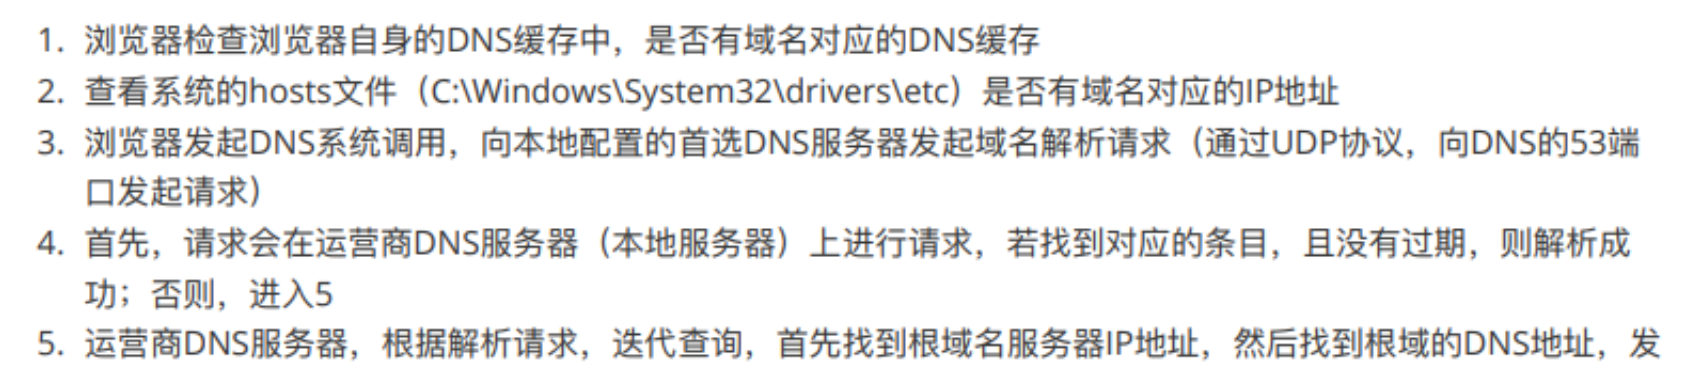 1. 浏览器检查浏览器自身的DNS缓存中，是否有域名对应的DNS缓存
2. 查看系统的hosts文件（C:\Windows\System32\drivers\etc）是否有域名对应的IP地址
3. 浏览器发起DNS系统调用，向本地配置的首选DNS服务器发起域名解析请求（通过UDP协议，向DNS的53端
口发起请求）
4. 首先，请求会在运营商DNS服务器（本地服务器）上进行请求，若找到对应的条目，且没有过期，则解析成
功；否则，进入5
5. 运营商DNS服务器，根据解析请求，迭代查询，首先找到根域名服务器IP地址，然后找到根域的DNS地址，发